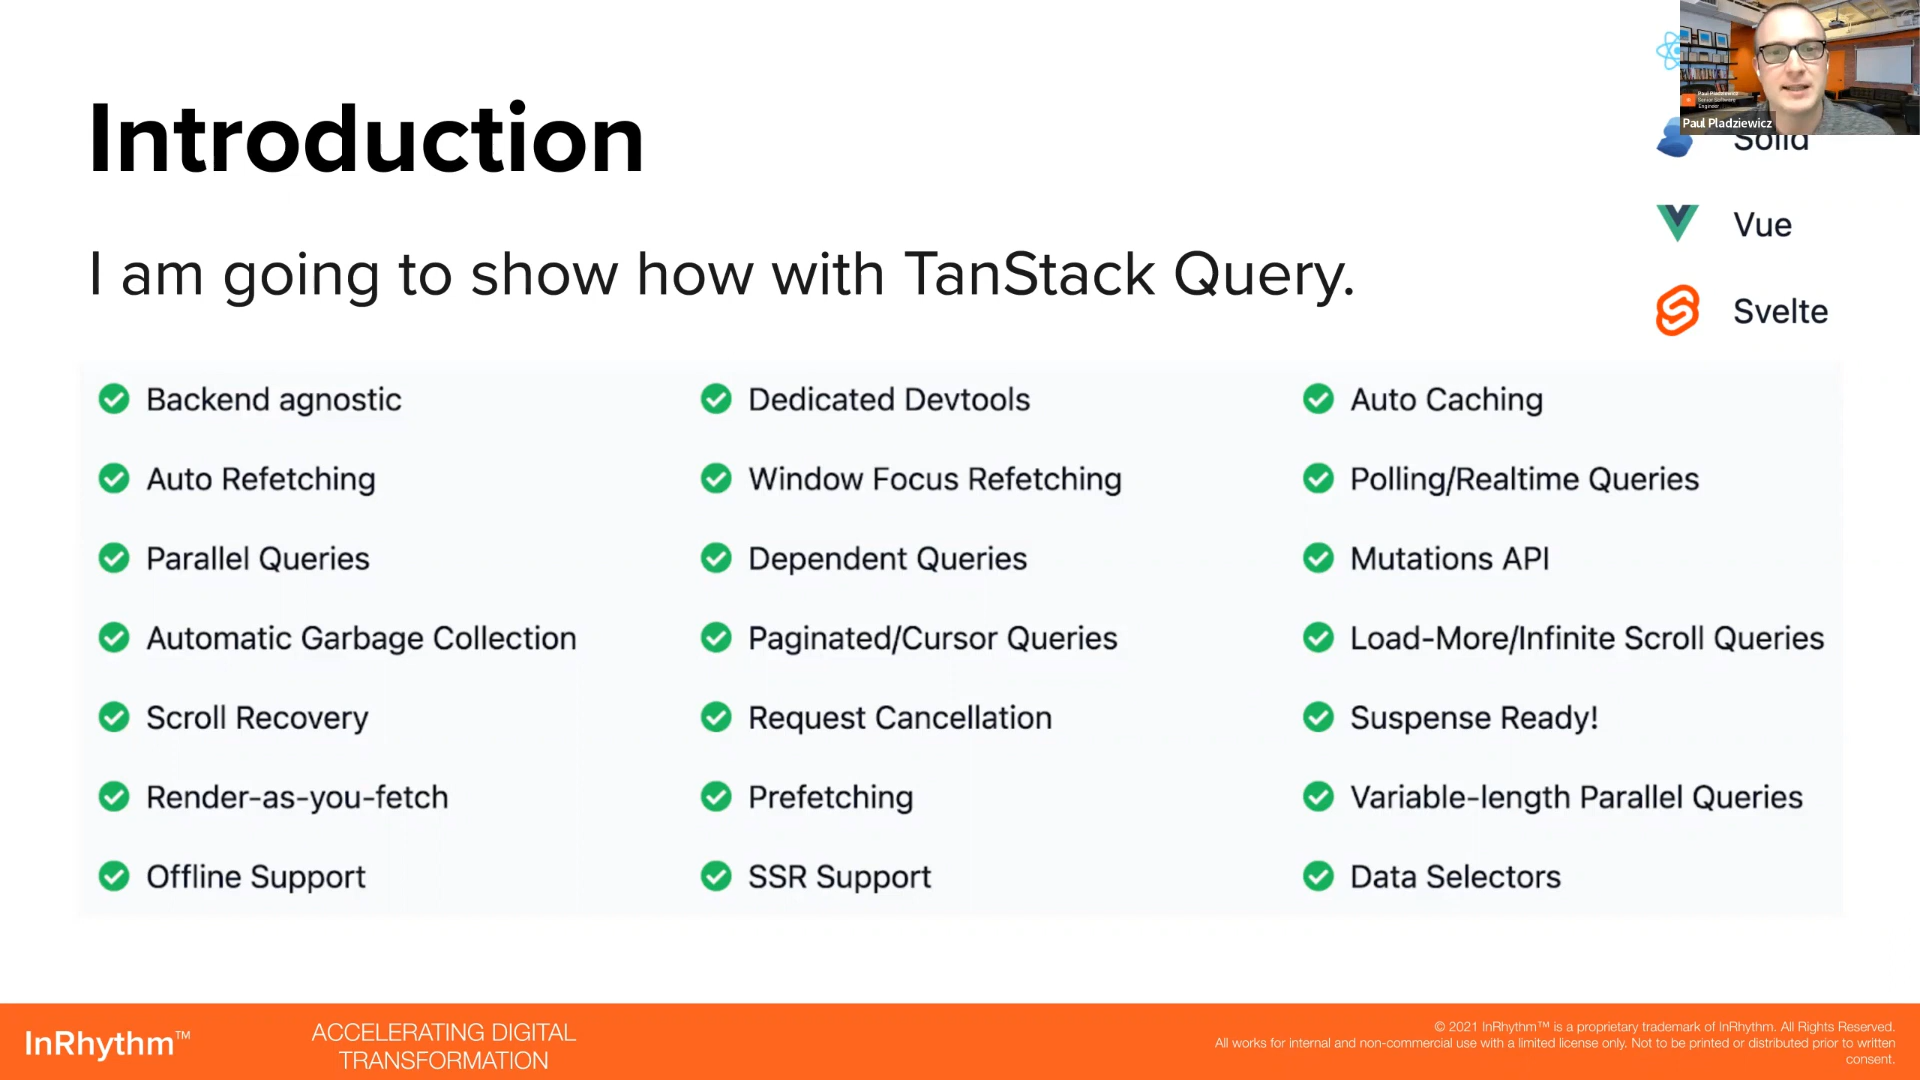 Introduction
I am going to show how with TanStack Query.
Paul Pladziewicz
Senior Software
Engineer
Paul Pladziewicz
Solid
Vue
Svelte
Backend agnostic
Dedicated Devtools
Auto Caching
Auto Refetching
Window Focus Refetching
Polling/Realtime Queries
Parallel Queries
Dependent Queries
Mutations API
Automatic Garbage Collection
Paginated/Cursor Queries
Load-More/Infinite Scroll Queries
Scroll Recovery
Request Cancellation
Suspense Ready!
Render-as-you-fetch
Prefetching
Variable-length Parallel Queries
Offline Support
SSR Support
Data Selectors
InRhythm™
ACCELERATING DIGITAL
TRANSFORMATION
© 2021 InRhythm™ is a proprietary trademark of InRhythm. All Rights Reserved.
All works for internal and non-commercial use with a limited license only. Not to be printed or distributed prior to written
consent.